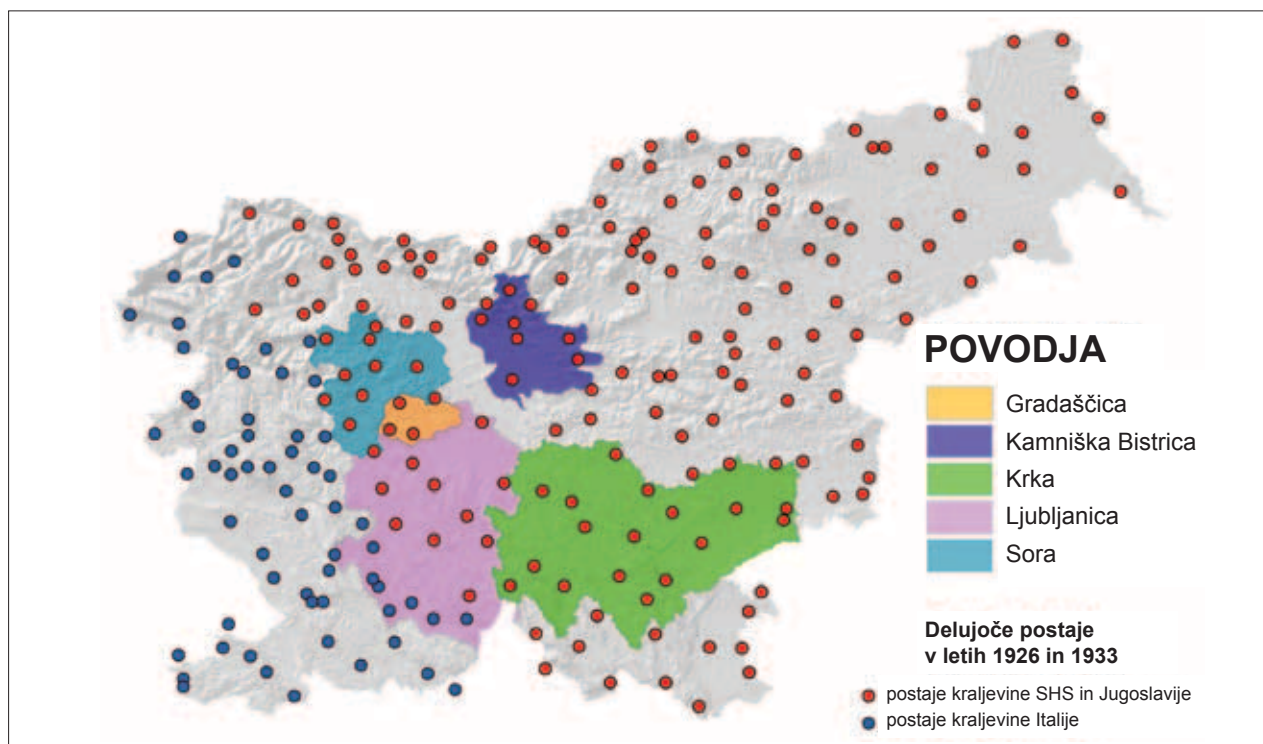 POVODJA
Gradaščica
Kamniška Bistrica
Krka
Ljubljanica
Sora
Delujoče postaje
v letih 1926 in 1933
postaje kraljevine SHS in Jugoslavije
postaje kraljevine Italije